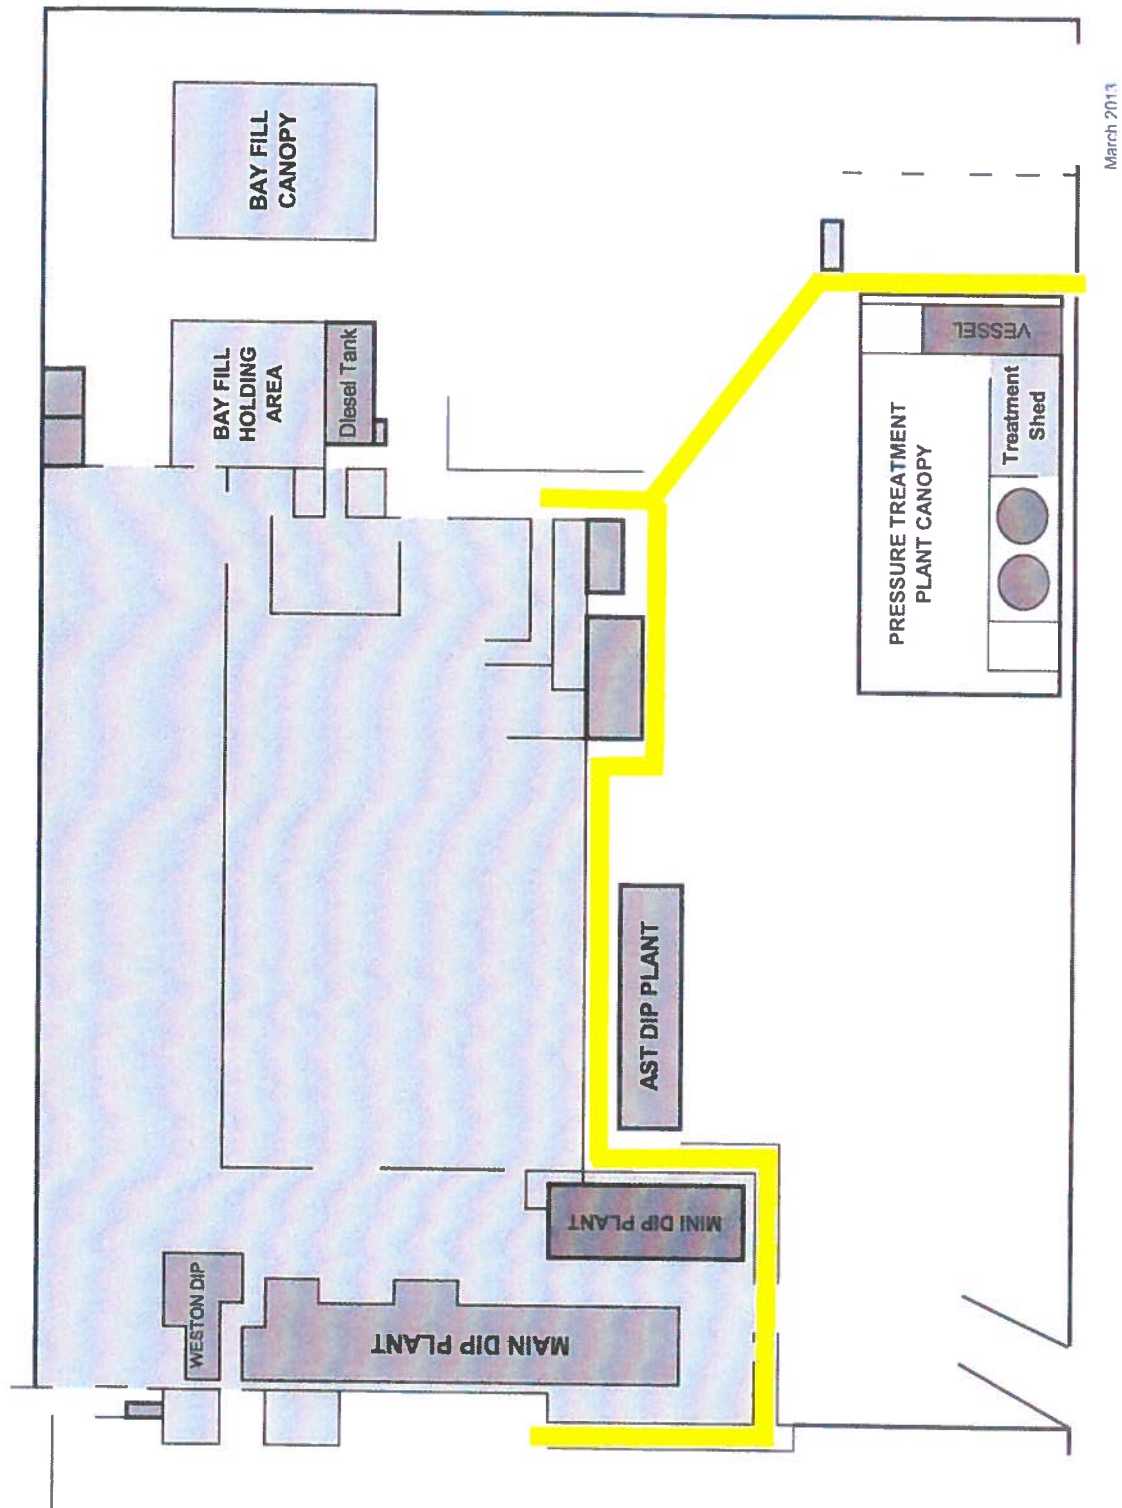 BAY FILL
CANOPY
BAY FILL
HOLDING
AREA
Diesel Tank
VESSEL
Treatment
Shed
PRESSURE TREATMENT
PLANT CANOPY
AST DIP PLANT
MINI DIP PLANT
WESTON DIP
MAIN DIP PLANT
March 2013